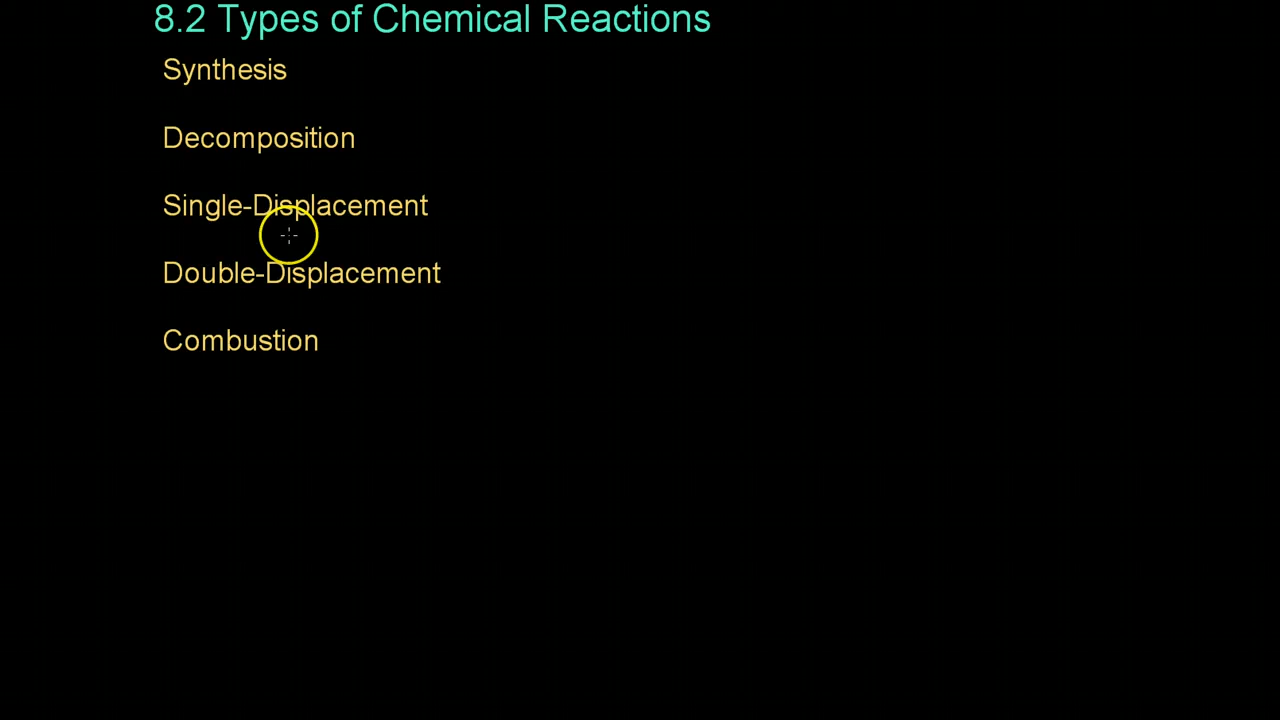 8.2 Types of Chemical Reactions
Synthesis
Decomposition
Single-Displacement
Double-Displacement
Combustion